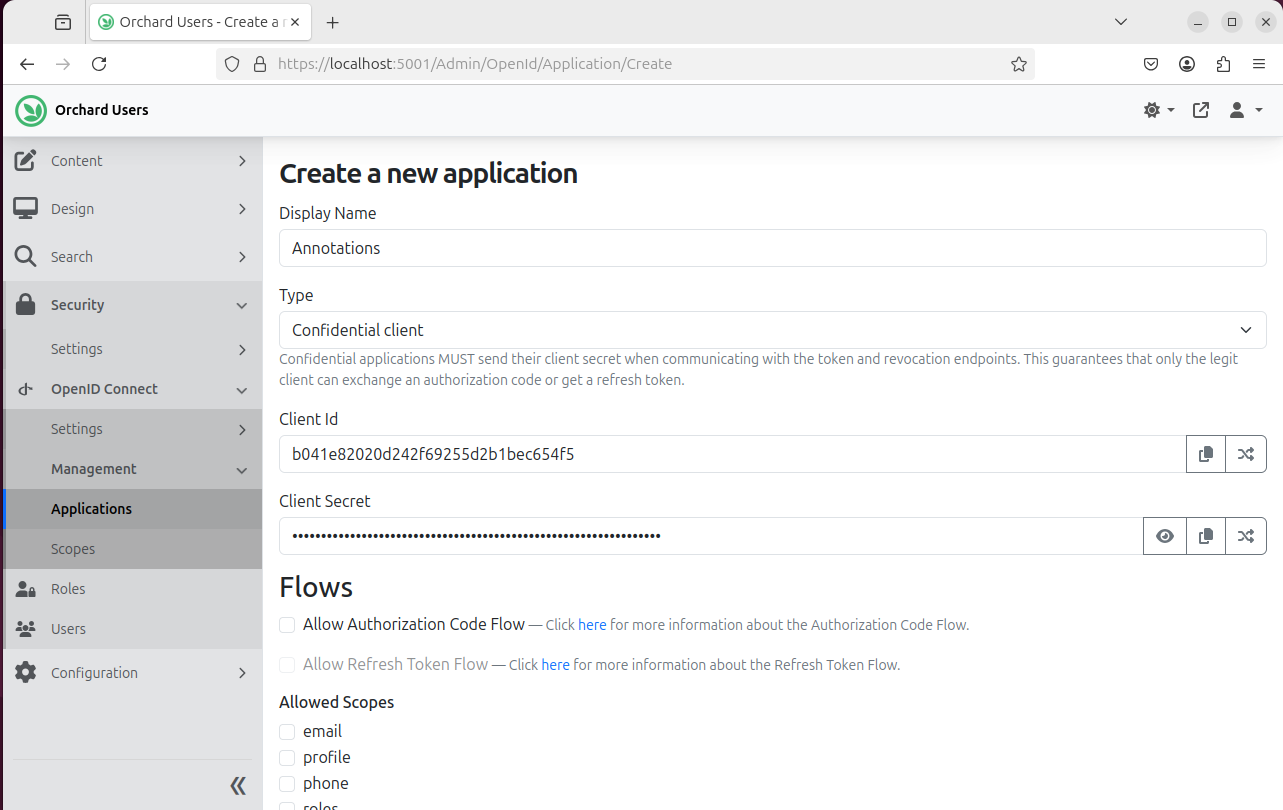 Orchard Users - Create a n
https://localhost:5001/Admin/OpenId/Application/Create
Orchard Users
Content
Design
Search
Security
Settings
OpenID Connect
Settings
Management
Applications
Scopes
Roles
Users
Configuration
Create a new application
Display Name
Annotations
Type
Confidential client
Confidential applications MUST send their client secret when communicating with the token and revocation endpoints. This guarantees that only the legit
client can exchange an authorization code or get a refresh token.
Client Id
b041e82020d242f69255d2b1bec654f5
Client Secret
Flows
Allow Authorization Code Flow — Click here for more information about the Authorization Code Flow.
Allow Refresh Token Flow — Click here for more information about the Refresh Token Flow.
Allowed Scopes
email
profile
phone
roles